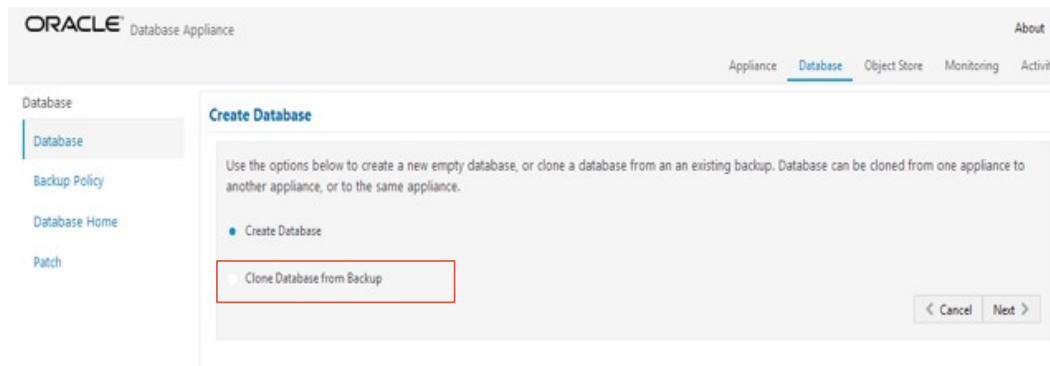 ORACLE Database Appliance
About
Appliance Database Object Store Monitoring Activit
Database
Database
Backup Policy
Database Home
Patch
Create Database
Use the options below to create a new empty database, or clone a database from an an existing backup. Database can be cloned from one appliance to
another appliance, or to the same appliance.
Create Database
Clone Database from Backup
Cancel Next